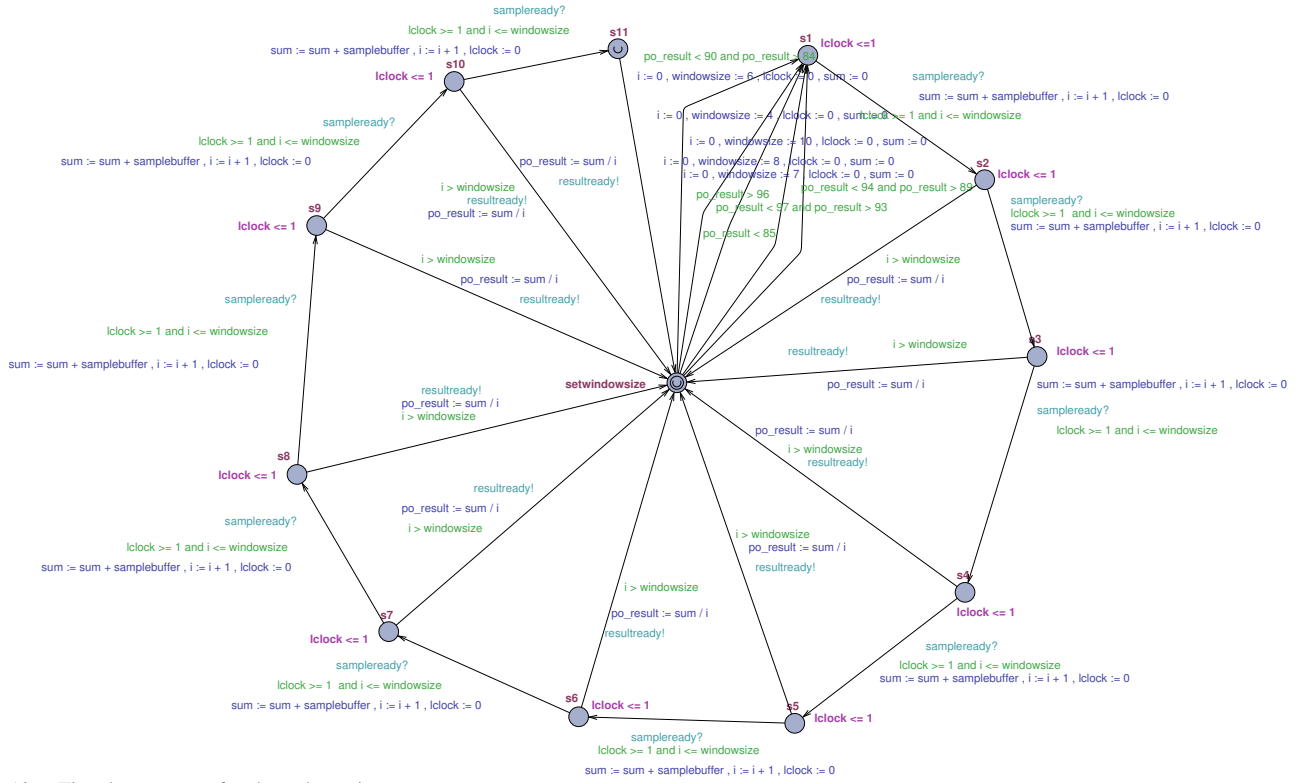 sampleready?
lclock >= 1 and i <= windowsize
sum := sum + samplebuffer , i := i + 1 , lclock := 0
s11
s10
lclock <= 1
s1
lclock <=1
po_result < 90 and po_result > 84
i := 0 , windowsize := 6 , lclock := 0 , sum := 0
i := 0 , windowsize := 4 , lclock := 0 , sum := 0
i := 0 , windowsize := 10 , lclock := 0 , sum := 0
i := 0 , windowsize := 8 , lclock := 0 , sum := 0
i := 0 , windowsize := 7 , lclock := 0 , sum := 0
po_result < 94 and po_result > 89
po_result > 96
po_result < 97 and po_result > 93
po_result < 85
sampleready?
sum := sum + samplebuffer , i := i + 1 , lclock := 0
lclock >= 1 and i <= windowsize
s2
lclock <= 1
sampleready?
lclock >= 1 and i <= windowsize
sum := sum + samplebuffer , i := i + 1 , lclock := 0
sampleready?
lclock >= 1 and i <= windowsize
sum := sum + samplebuffer , i := i + 1 , lclock := 0
po_result := sum / i
resultready!
i > windowsize
resultready!
po_result := sum / i
s9
lclock <= 1
i > windowsize
po_result := sum / i
resultready!
i > windowsize
po_result := sum / i
resultready!
sampleready?
lclock >= 1 and i <= windowsize
sum := sum + samplebuffer , i := i + 1 , lclock := 0
s3
lclock <= 1
resultready!
i > windowsize
po_result := sum / i
sum := sum + samplebuffer , i := i + 1 , lclock := 0
sampleready?
lclock >= 1 and i <= windowsize
setwindowsize
resultready!
po_result := sum / i
i > windowsize
po_result := sum / i
i > windowsize
resultready!
s8
lclock <= 1
resultready!
po_result := sum / i
i > windowsize
sampleready?
lclock >= 1 and i <= windowsize
sum := sum + samplebuffer , i := i + 1 , lclock := 0
i > windowsize
po_result := sum / i
resultready!
s4
lclock <= 1
i > windowsize
po_result := sum / i
resultready!
s7
lclock <= 1
sampleready?
lclock >= 1 and i <= windowsize
sum := sum + samplebuffer , i := i + 1 , lclock := 0
sampleready?
lclock >= 1 and i <= windowsize
sum := sum + samplebuffer , i := i + 1 , lclock := 0
s6
lclock <= 1
s5
lclock <= 1
sampleready?
lclock >= 1 and i <= windowsize
sum := sum + samplebuffer , i := i + 1 , lclock := 0